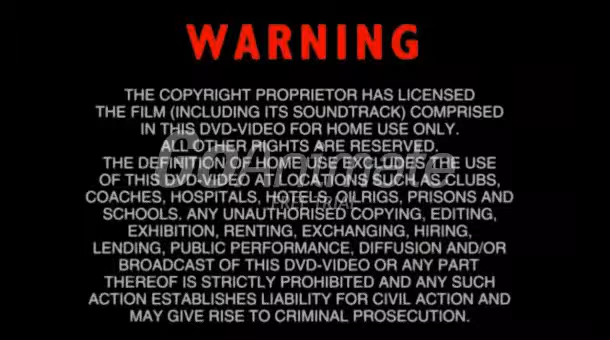 WARNING
THE COPYRIGHT PROPRIETOR HAS LICENSED
THE FILM (INCLUDING ITS SOUNDTRACK) COMPRISED
IN THIS DVD-VIDEO FOR HOME USE ONLY.
ALL OTHER RIGHTS ARE RESERVED.
THE DEFINITION OF HOME USE EXCLUDES THE USE
OF THIS DVD-VIDEO AT LOCATIONS SUCH AS CLUBS,
GoAnimate
COACHES, HOSPITALS, HOTELS, OILRIGS, PRISONS AND
FREE TRIAL
SCHOOLS. ANY UNAUTHORISED COPYING, EDITING,
EXHIBITION, RENTING, EXCHANGING, HIRING,
LENDING, PUBLIC PERFORMANCE, DIFFUSION AND/OR
BROADCAST OF THIS DVD-VIDEO OR ANY PART
THEREOF IS STRICTLY PROHIBITED AND ANY SUCH
ACTION ESTABLISHES LIABILITY FOR CIVIL ACTION AND
MAY GIVE RISE TO CRIMINAL PROSECUTION.